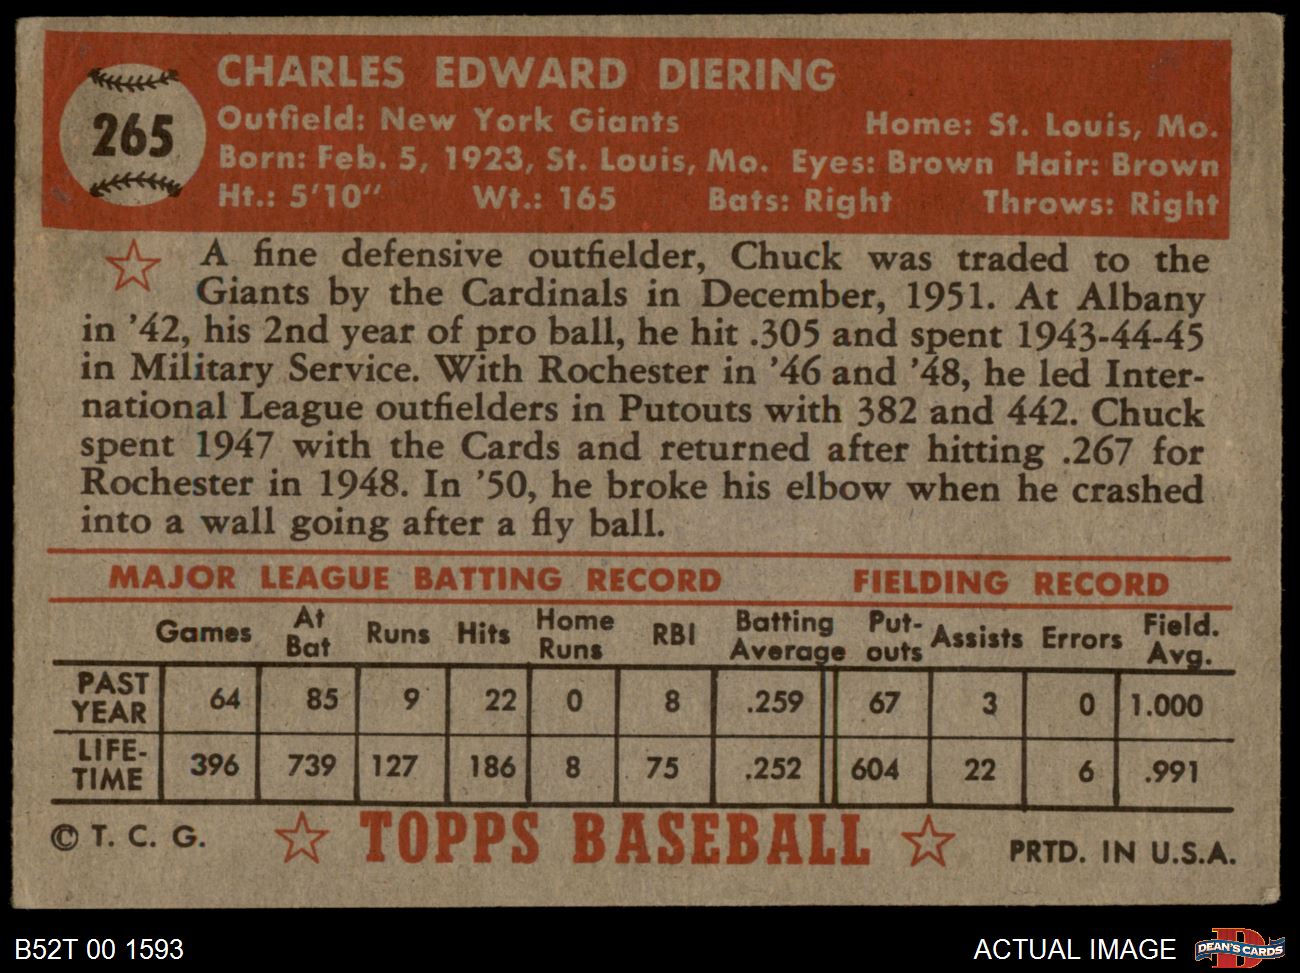 CHARLES EDWARD DIERING
265
Outfield: New York Giants Home: St. Louis, Mo.
Born: Feb. 5, 1923, St. Louis, Mo. Eyes: Brown Hair: Brown
Ht.: 5'10" Wt.: 165 Bats: Right Throws: Right
A fine defensive outfielder, Chuck was traded to the
Giants by the Cardinals in December, 1951. At Albany
in '42, his 2nd year of pro ball, he hit .305 and spent 1943-44-45
in Military Service. With Rochester in '46 and '48, he led Inter-
national League outfielders in Putouts with 382 and 442. Chuck
spent 1947 with the Cards and returned after hitting .267 for
Rochester in 1948. In '50, he broke his elbow when he crashed
into a wall going after a fly ball.
MAJOR LEAGUE BATTING RECORD FIELDING RECORD
Games At Bat Runs Hits Home Runs RBI Batting Average Put-outs Assists Errors Field. Avg.
PAST YEAR 64 85 9 22 0 8 .259 67 3 0 1.000
LIFE-TIME 396 739 127 186 8 75 .252 604 22 6 .991
© T. C. G. TOPPS BASEBALL PRTD. IN U.S.A.
B52T 00 1593 ACTUAL IMAGE DEAN'S CARDS